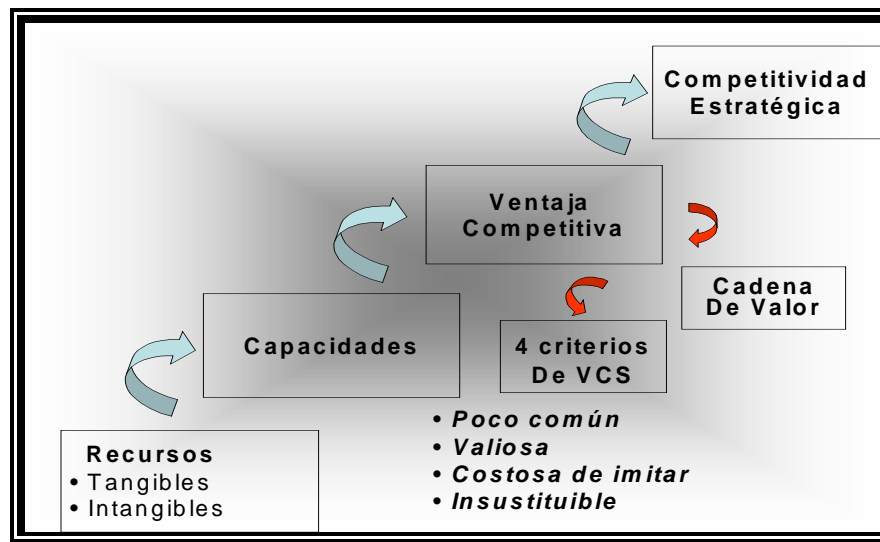 Competitividad
Estratégica
Ventaja
Competitiva
Cadena
De Valor
Capacidades
4 criterios
De VCS
• Poco común
• Valiosa
• Costosa de imitar
• Insustituible
Recursos
• Tangibles
• Intangibles